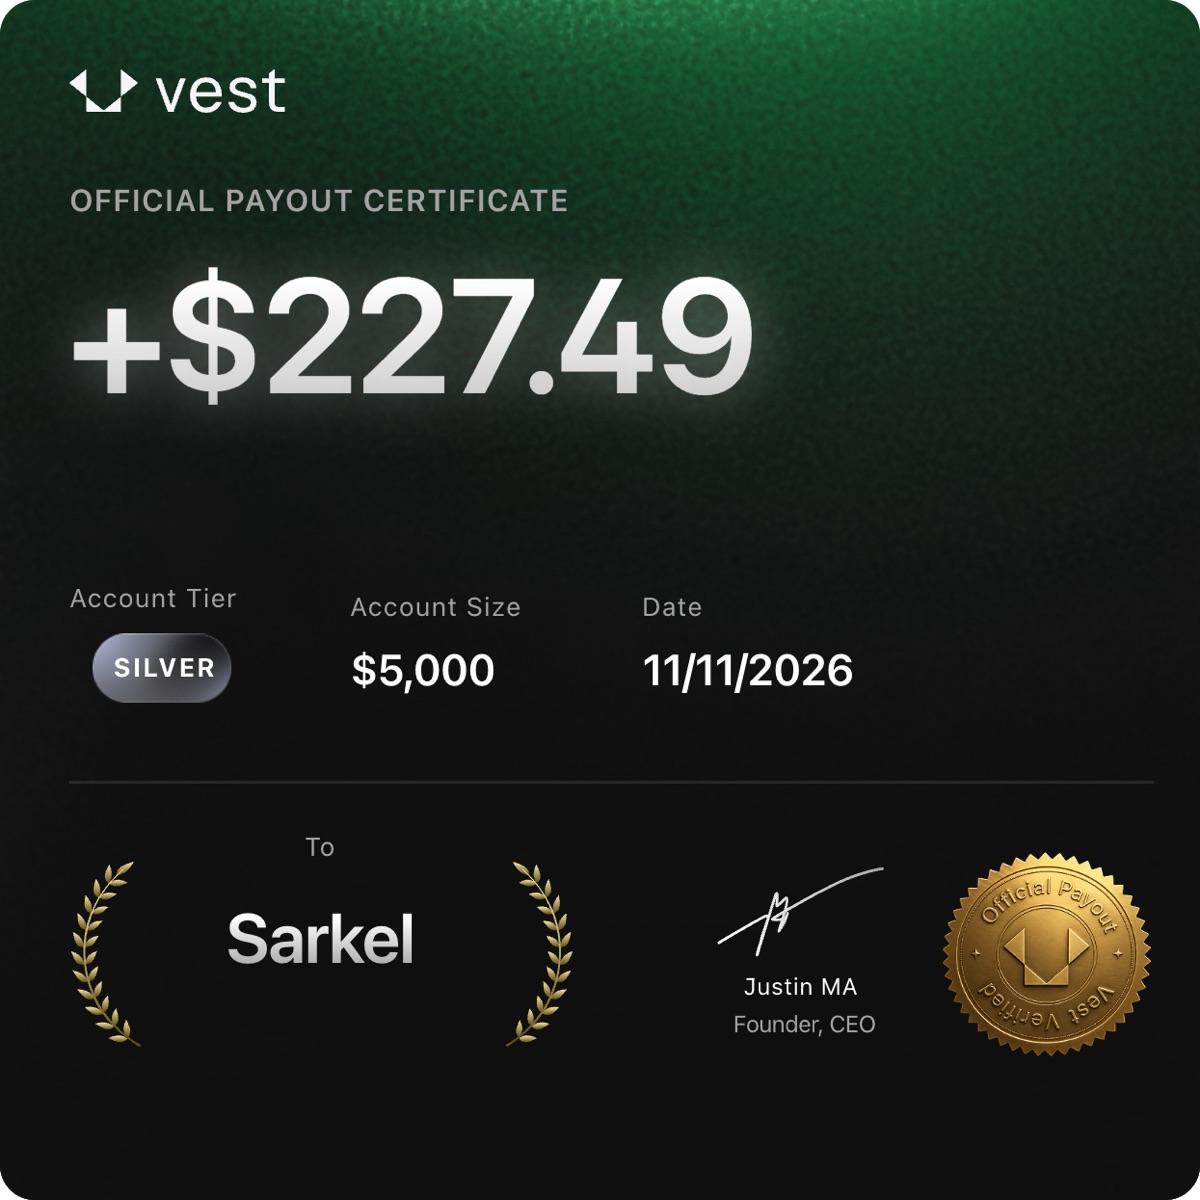 vest
OFFICIAL PAYOUT CERTIFICATE
+$227.49
Account Tier
SILVER
Account Size
$5,000
Date
11/11/2026
To
Sarkel
Justin MA
Founder, CEO
Official Payout
Vest Verified